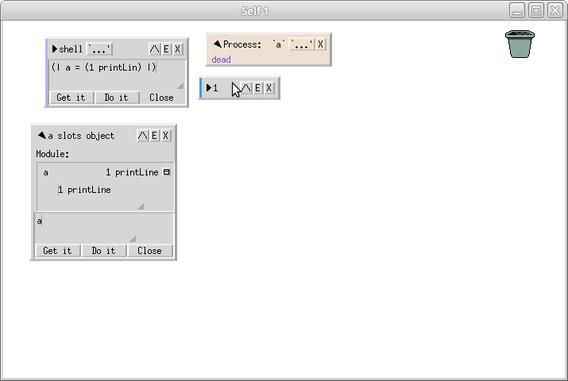 Self 1
shell `...' /\ E X
(| a = (1 printLin) |)
Get it Do it Close
Process: `a` `...' X
dead
1 /\ E X
a slots object /\ E X
Module:
a 1 printLine
1 printLine
a
Get it Do it Close